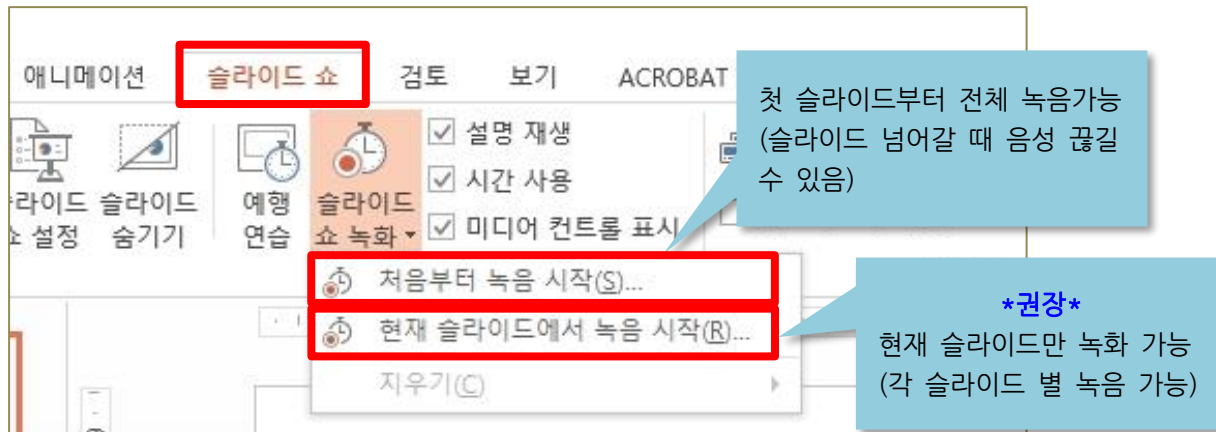 애니메이션 슬라이드 쇼 검토 보기 ACROBAT
첫 슬라이드부터 전체 녹음가능
(슬라이드 넘어갈 때 음성 끊길
수 있음)
설명 재생
시간 사용
미디어 컨트롤 표시
슬라이드
숨기기
예행
연습
슬라이드
쇼 녹화
쇼 설정
처음부터 녹음 시작(S)...
현재 슬라이드에서 녹음 시작(R)...
지우기(C)
*권장*
현재 슬라이드만 녹화 가능
(각 슬라이드 별 녹음 가능)